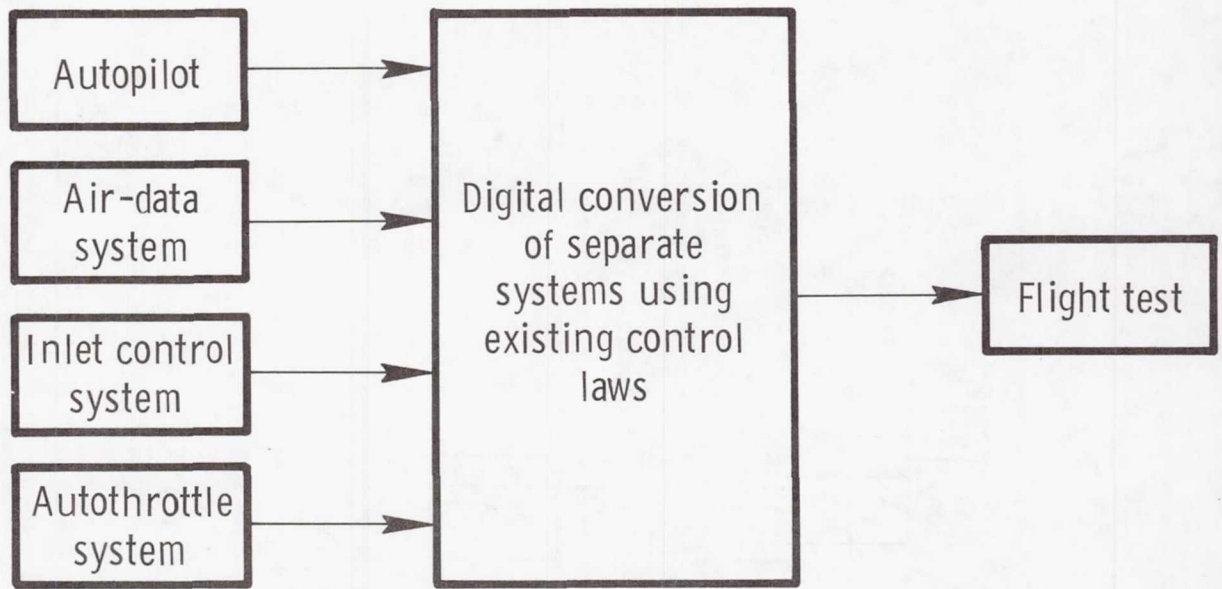 Autopilot
Air-data
system
Inlet control
system
Autothrottle
system
Digital conversion
of separate
systems using
existing control
laws
Flight test